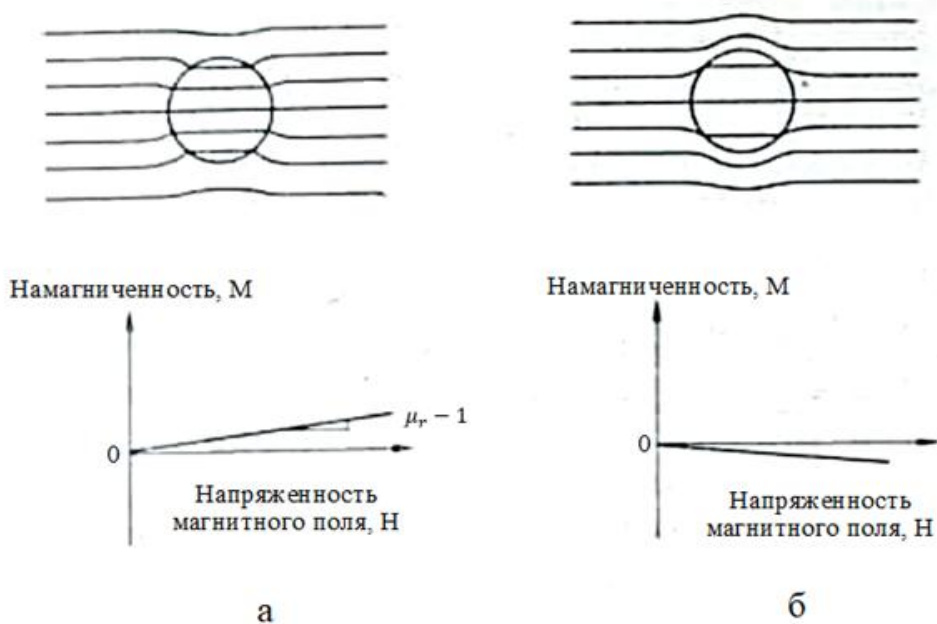 Намагниченность, М
0
μᵣ − 1
Напряженность
магнитного поля, Н
а
Намагниченность, М
0
Напряженность
магнитного поля, Н
б